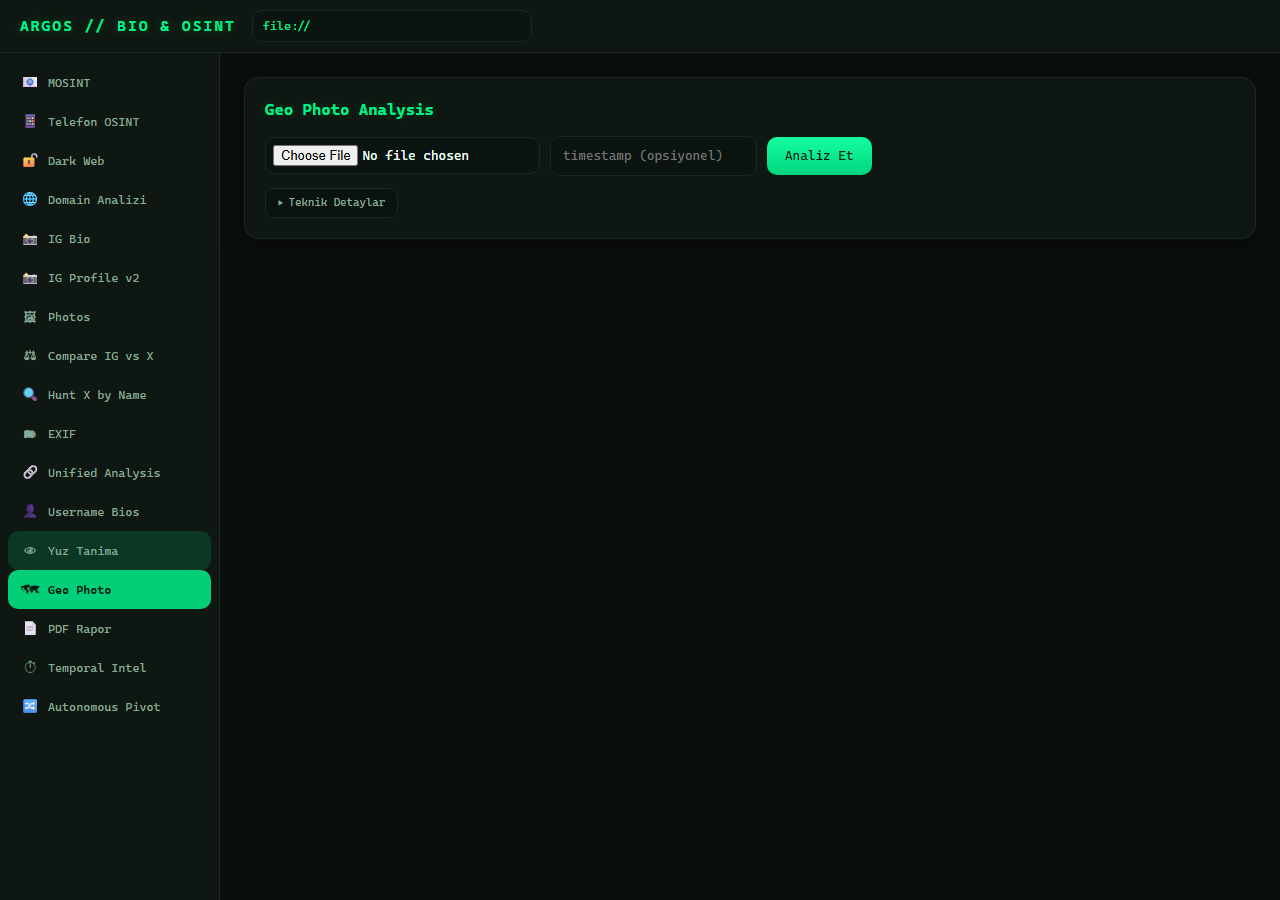 ARGOS // BIO & OSINT
file://
MOSINT
Telefon OSINT
Dark Web
Domain Analizi
IG Bio
IG Profile v2
Photos
Compare IG vs X
Hunt X by Name
EXIF
Unified Analysis
Username Bios
Yuz Tanima
Geo Photo
PDF Rapor
Temporal Intel
Autonomous Pivot
Geo Photo Analysis
Choose File No file chosen
timestamp (opsiyonel)
Analiz Et
▸ Teknik Detaylar